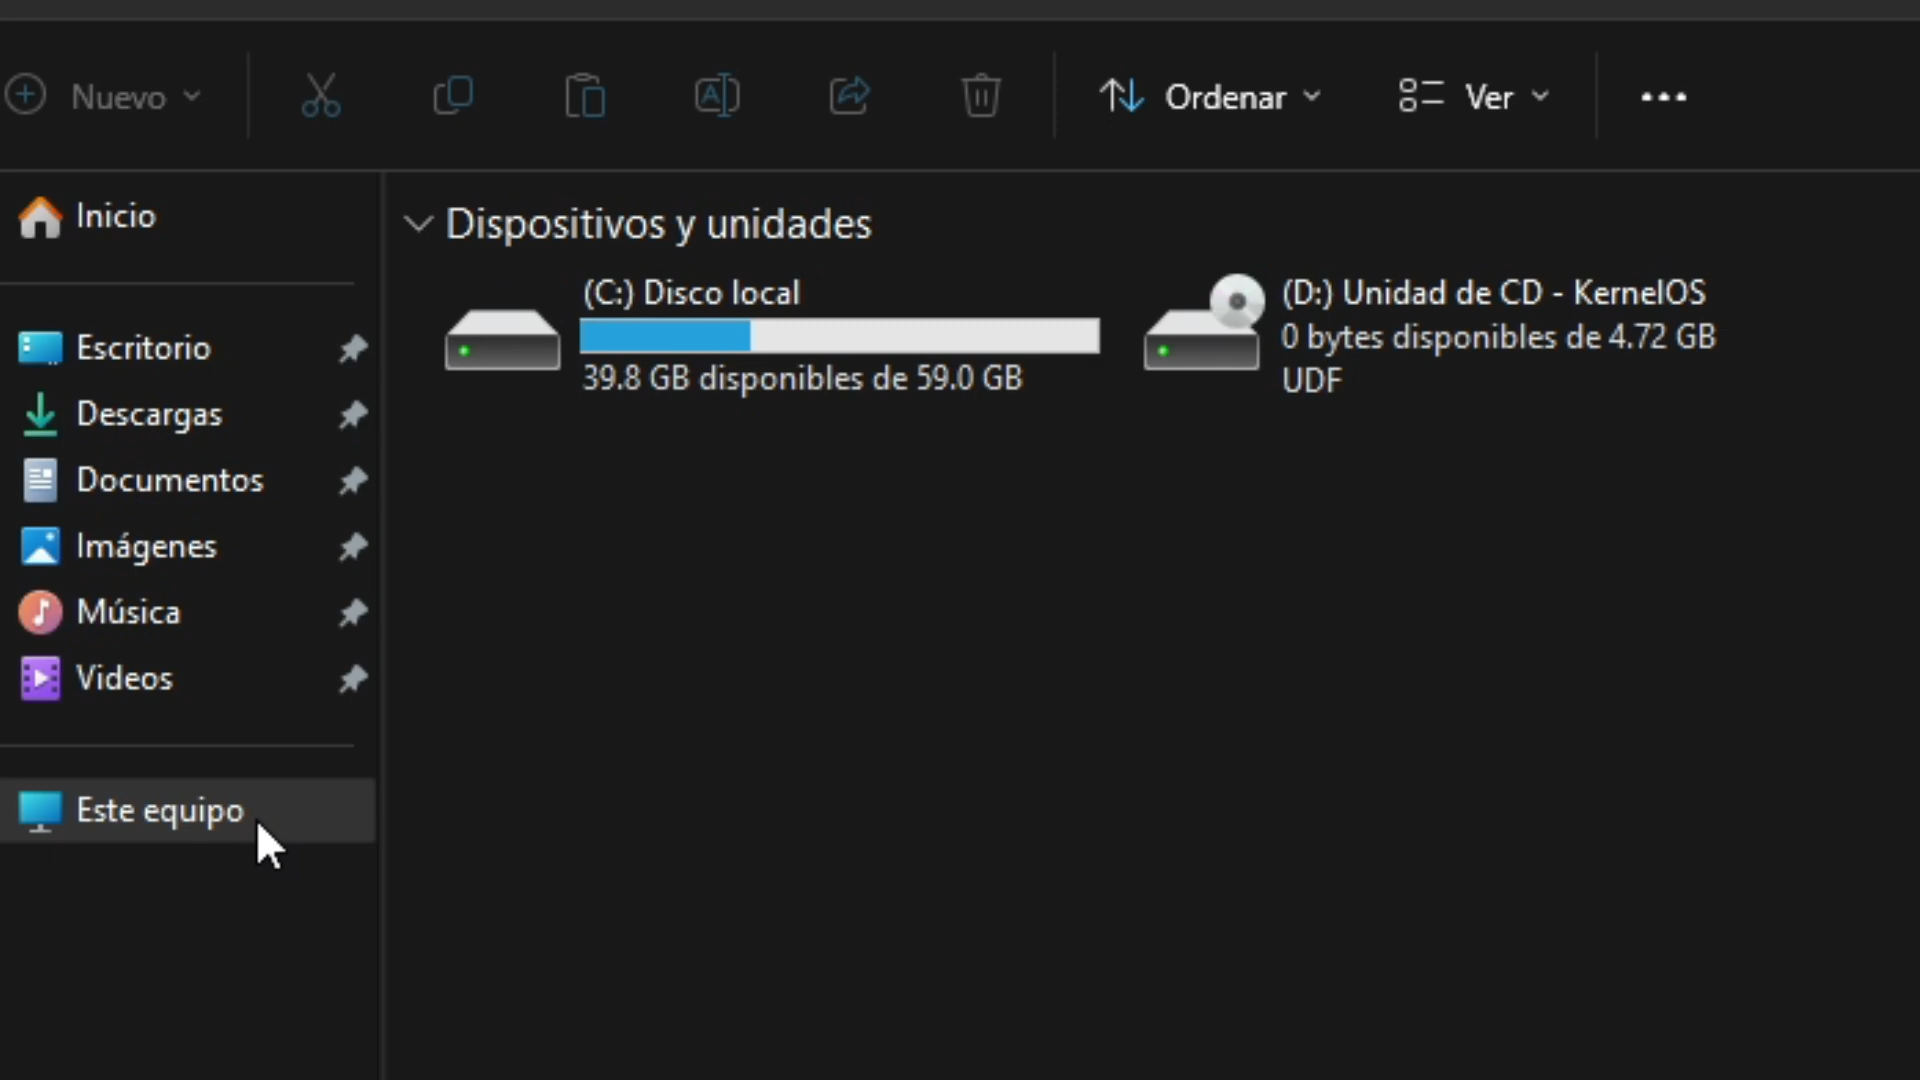 Nuevo
Ordenar
Ver
Inicio
Escritorio
Descargas
Documentos
Imágenes
Música
Videos
Este equipo
Dispositivos y unidades
(C:) Disco local
39.8 GB disponibles de 59.0 GB
(D:) Unidad de CD - KernelOS
0 bytes disponibles de 4.72 GB
UDF